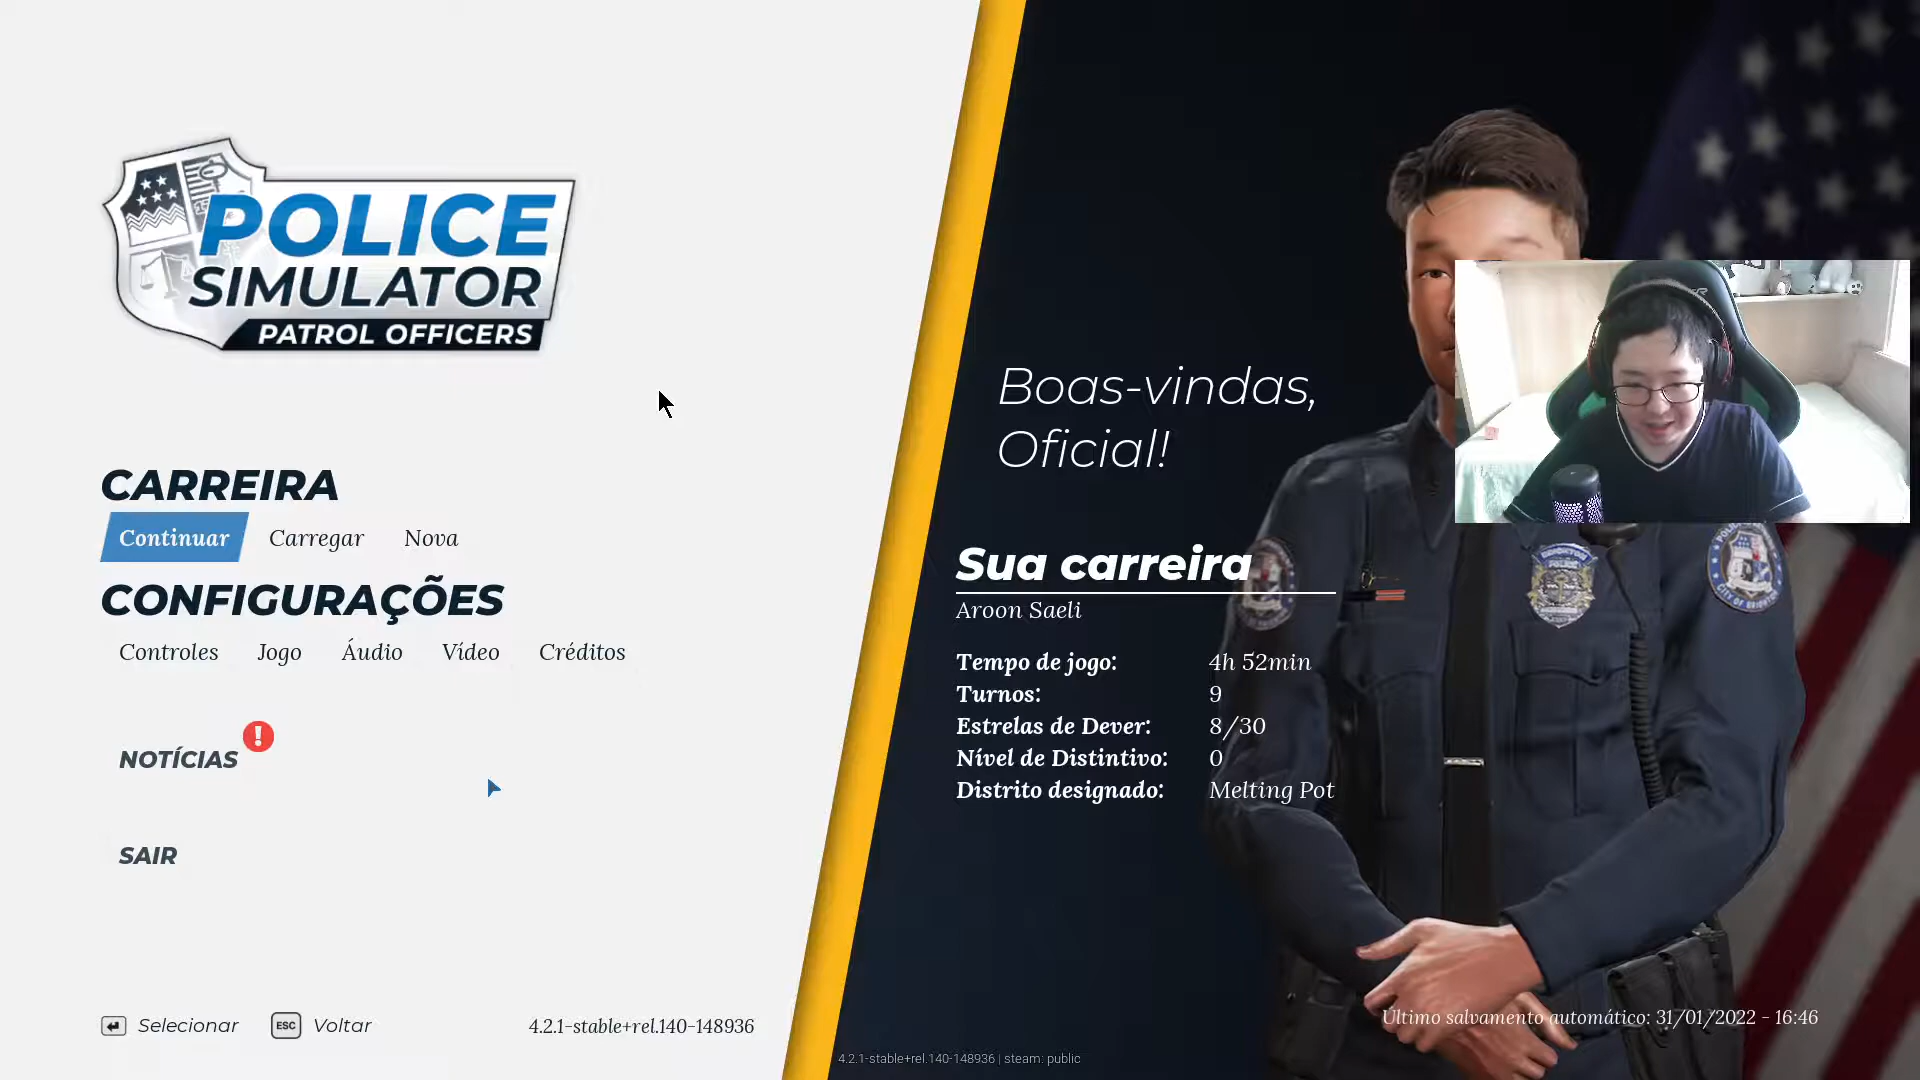 POLICE
SIMULATOR
PATROL OFFICERS
CARREIRA
Continuar Carregar Nova
CONFIGURAÇÕES
Controles Jogo Áudio Vídeo Créditos
NOTÍCIAS
SAIR
Selecionar ESC Voltar 4.2.1-stable+rel.140-148936
Boas-vindas,
Oficial!
Sua carreira
Aroon Saeli
Tempo de jogo: 4h 52min
Turnos: 9
Estrelas de Dever: 8/30
Nível de Distintivo: 0
Distrito designado: Melting Pot
Último salvamento automático: 31/01/2022 - 16:46
4.2.1-stable+rel.140-148936 | steam: public